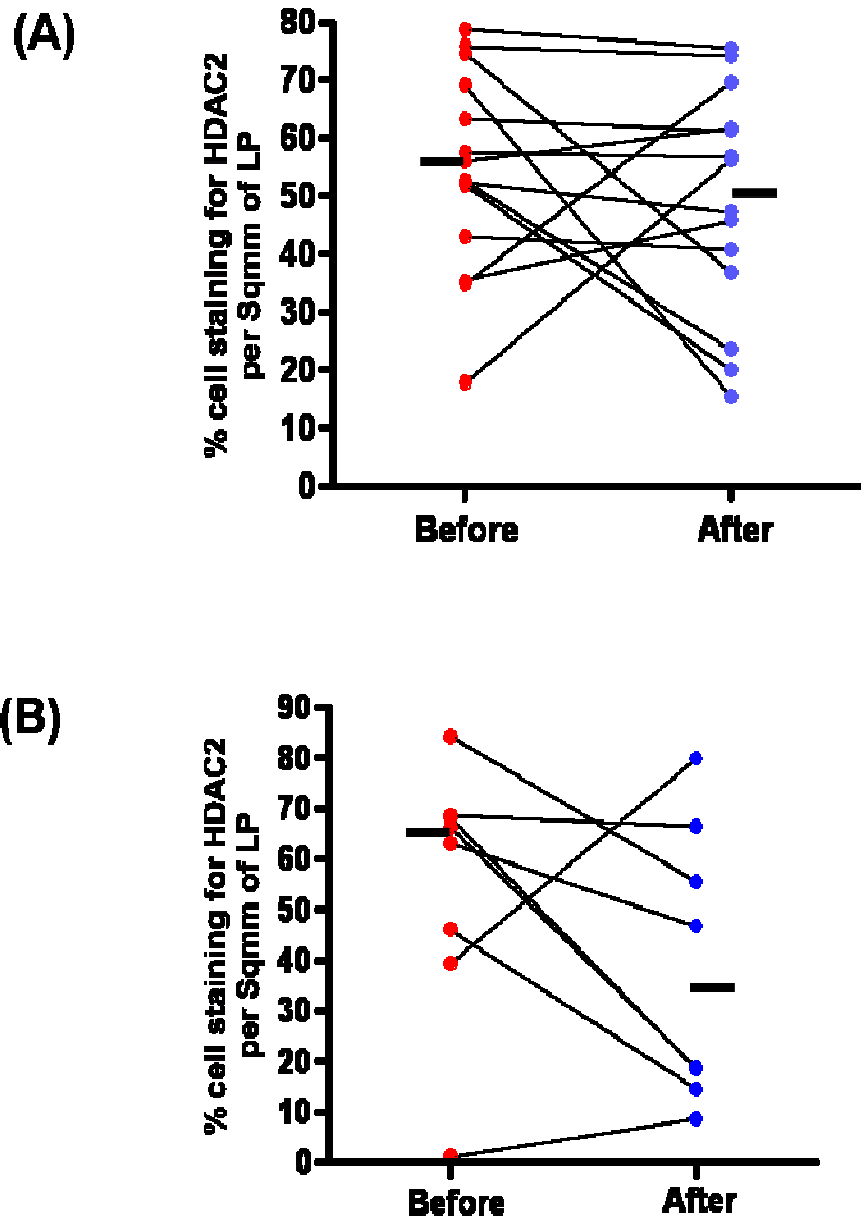 (A)
% cell staining for HDAC2
per Sqmm of LP
80
70
60
50
40
30
20
10
0
Before
After
(B)
% cell staining for HDAC2
per Sqmm of LP
90
80
70
60
50
40
30
20
10
0
Before
After